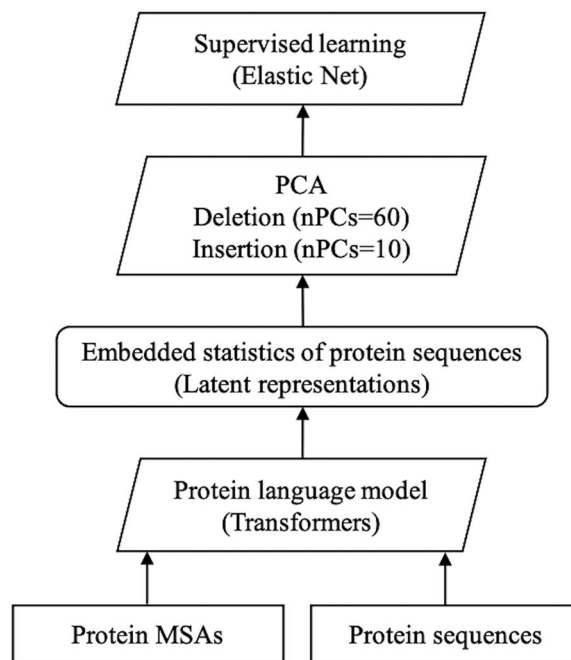 Supervised learning
(Elastic Net)
PCA
Deletion (nPCs=60)
Insertion (nPCs=10)
Embedded statistics of protein sequences
(Latent representations)
Protein language model
(Transformers)
Protein MSAs
Protein sequences